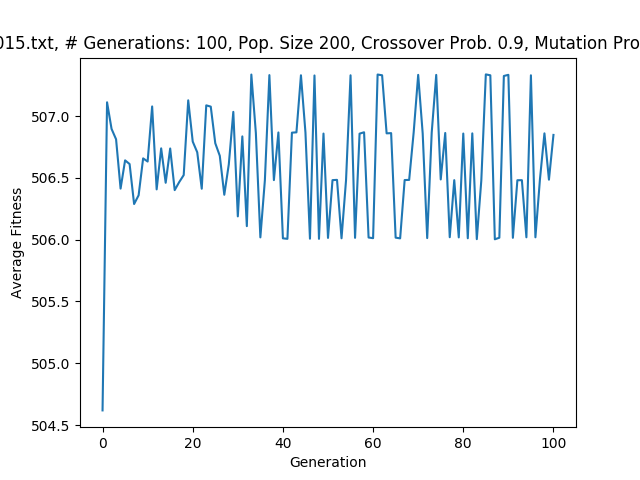 015.txt, # Generations: 100, Pop. Size 200, Crossover Prob. 0.9, Mutation Pro
507.0
506.5
506.0
505.5
505.0
504.5
Average Fitness
0 20 40 60 80 100
Generation